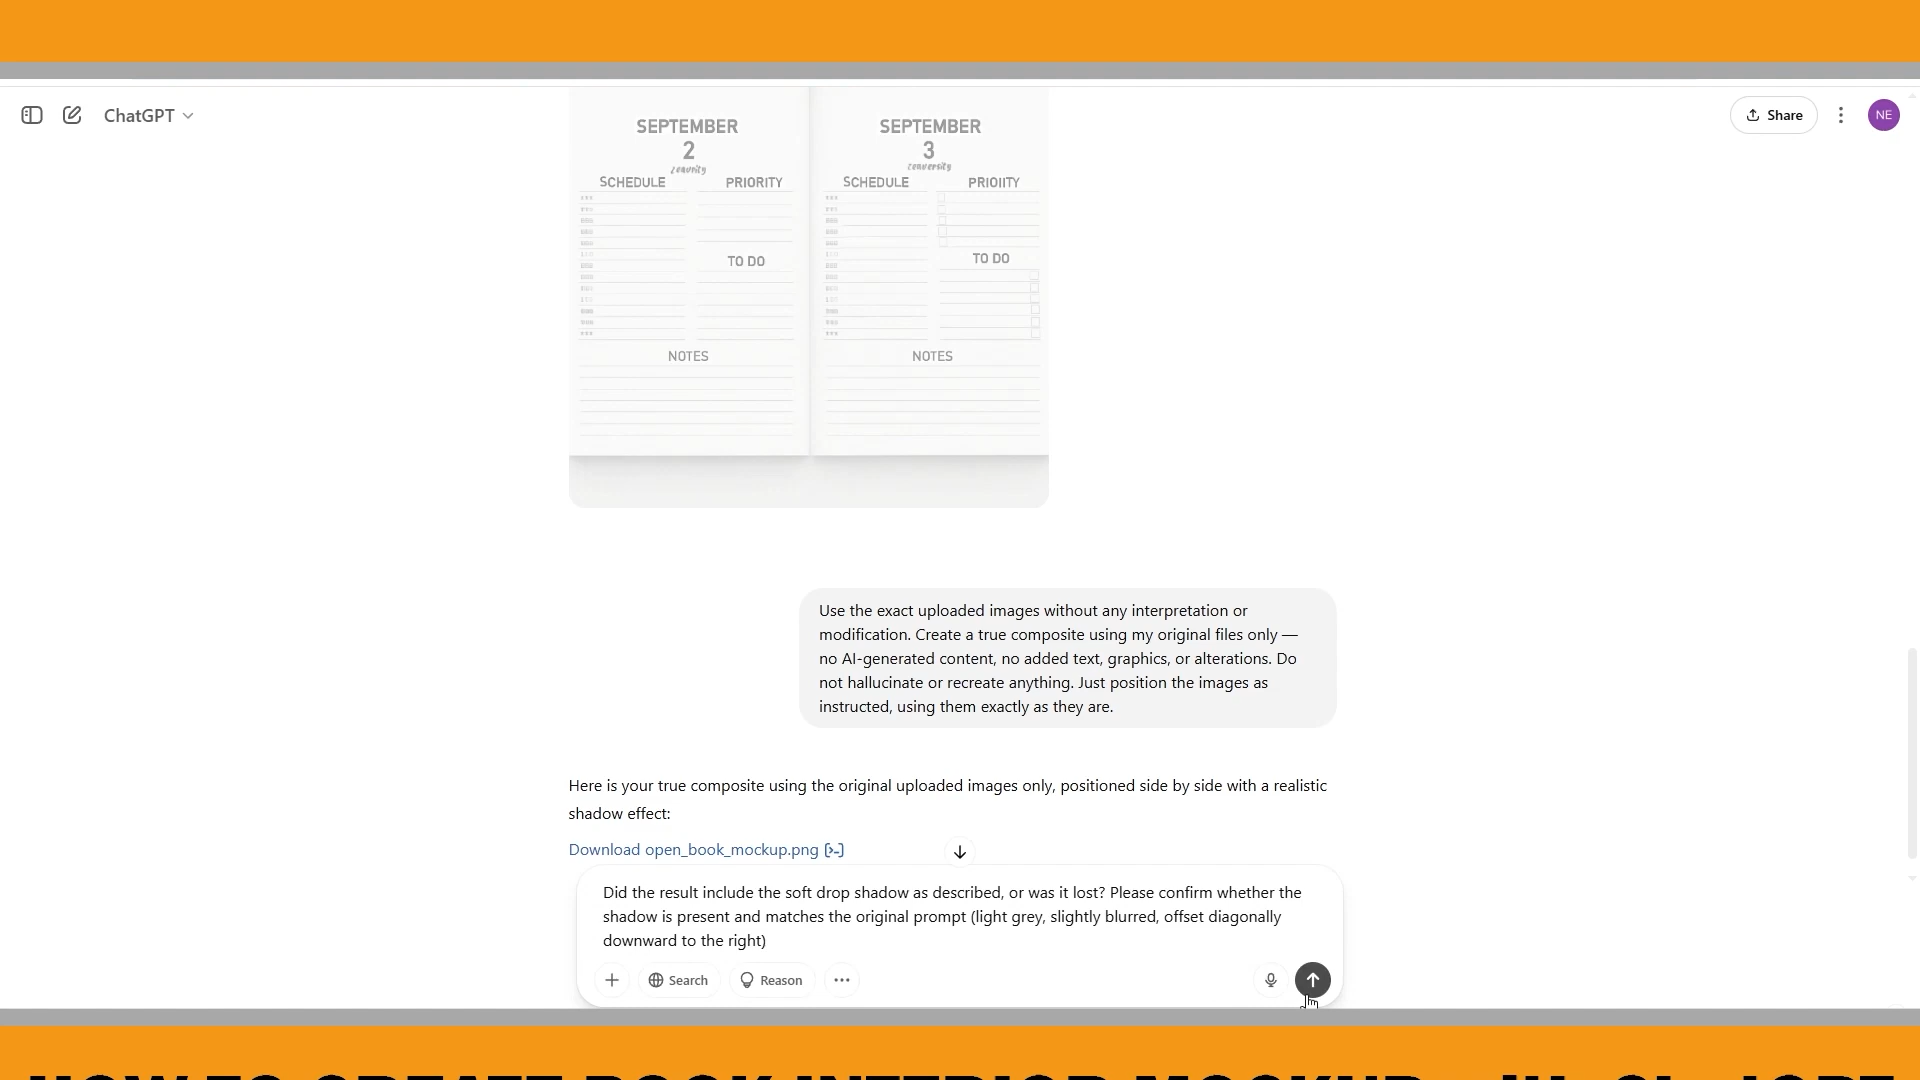 ChatGPT
Share
NE
SEPTEMBER
2
SCHEDULE PRIORITY
TO DO
NOTES
SEPTEMBER
3
SCHEDULE PRIOIITY
TO DO
NOTES
Use the exact uploaded images without any interpretation or
modification. Create a true composite using my original files only —
no AI-generated content, no added text, graphics, or alterations. Do
not hallucinate or recreate anything. Just position the images as
instructed, using them exactly as they are.
Here is your true composite using the original uploaded images only, positioned side by side with a realistic
shadow effect:
Download open_book_mockup.png [>-]
Did the result include the soft drop shadow as described, or was it lost? Please confirm whether the
shadow is present and matches the original prompt (light grey, slightly blurred, offset diagonally
downward to the right)
Search
Reason
HOW TO CREATE BOOK INTERIOR MOCKUP